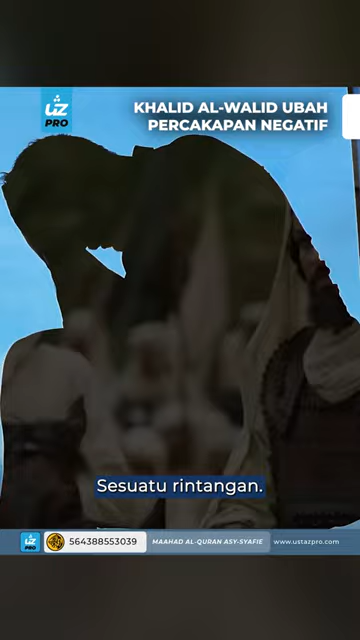 UZ
PRO
KHALID AL-WALID UBAH
PERCAKAPAN NEGATIF
Sesuatu rintangan.
UZ
PRO
564388553039
MAAHAD AL-QURAN ASY-SYAFIE
www.ustazpro.com